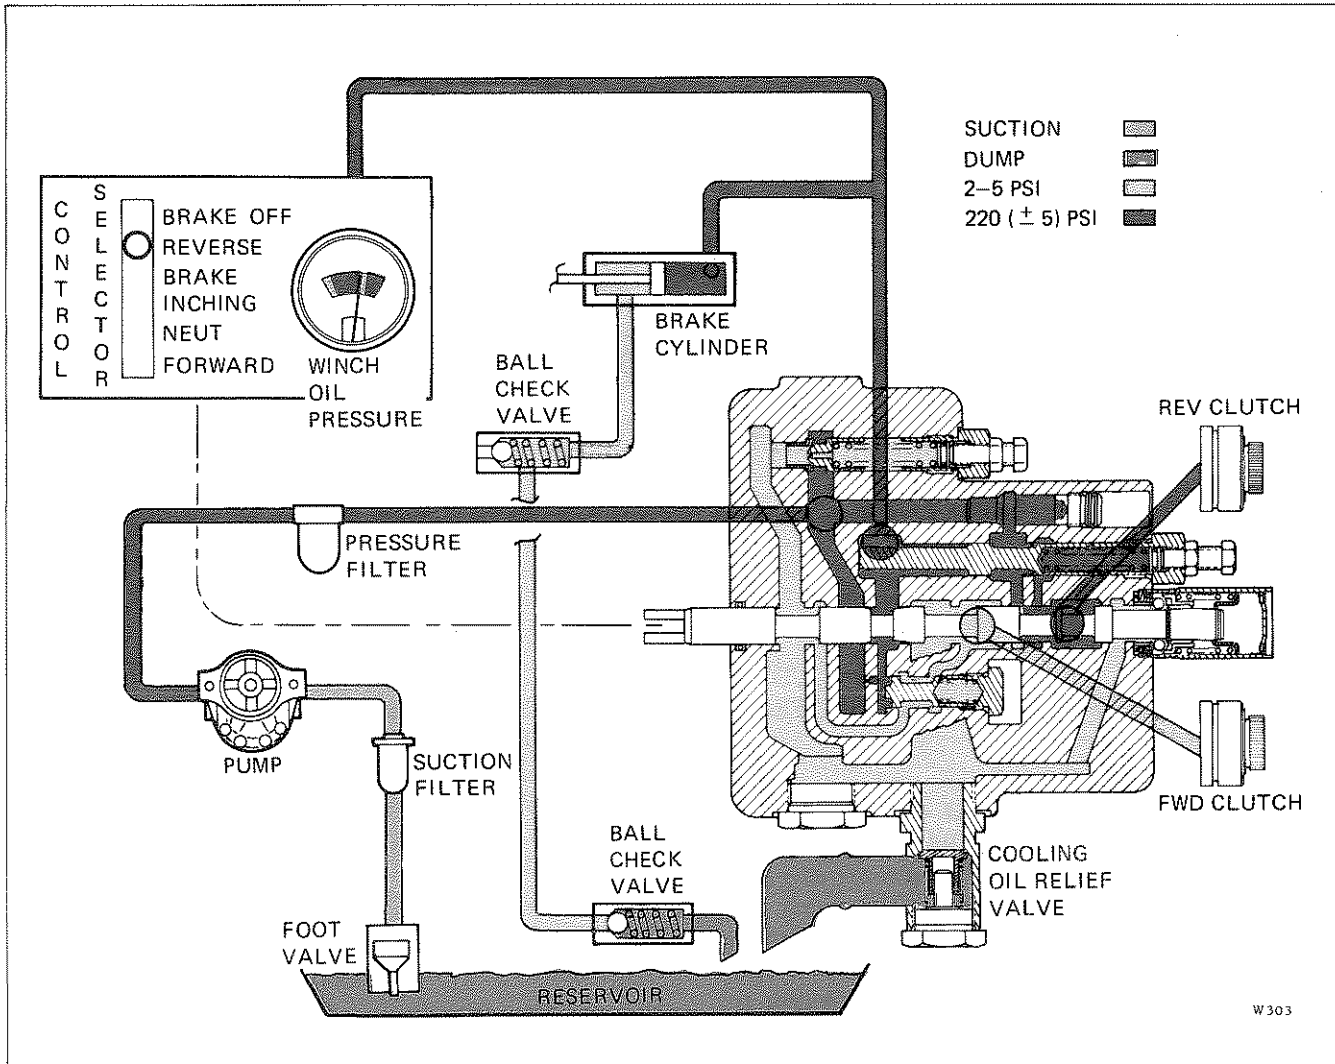 SUCTION
DUMP
2–5 PSI
220 (± 5) PSI
CONTROL
SELECTOR
BRAKE OFF
REVERSE
BRAKE
INCHING
NEUT
FORWARD
WINCH
OIL
PRESSURE
BRAKE
CYLINDER
BALL
CHECK
VALVE
REV CLUTCH
PRESSURE
FILTER
PUMP
SUCTION
FILTER
FWD CLUTCH
BALL
CHECK
VALVE
COOLING
OIL RELIEF
VALVE
FOOT
VALVE
RESERVOIR
W303